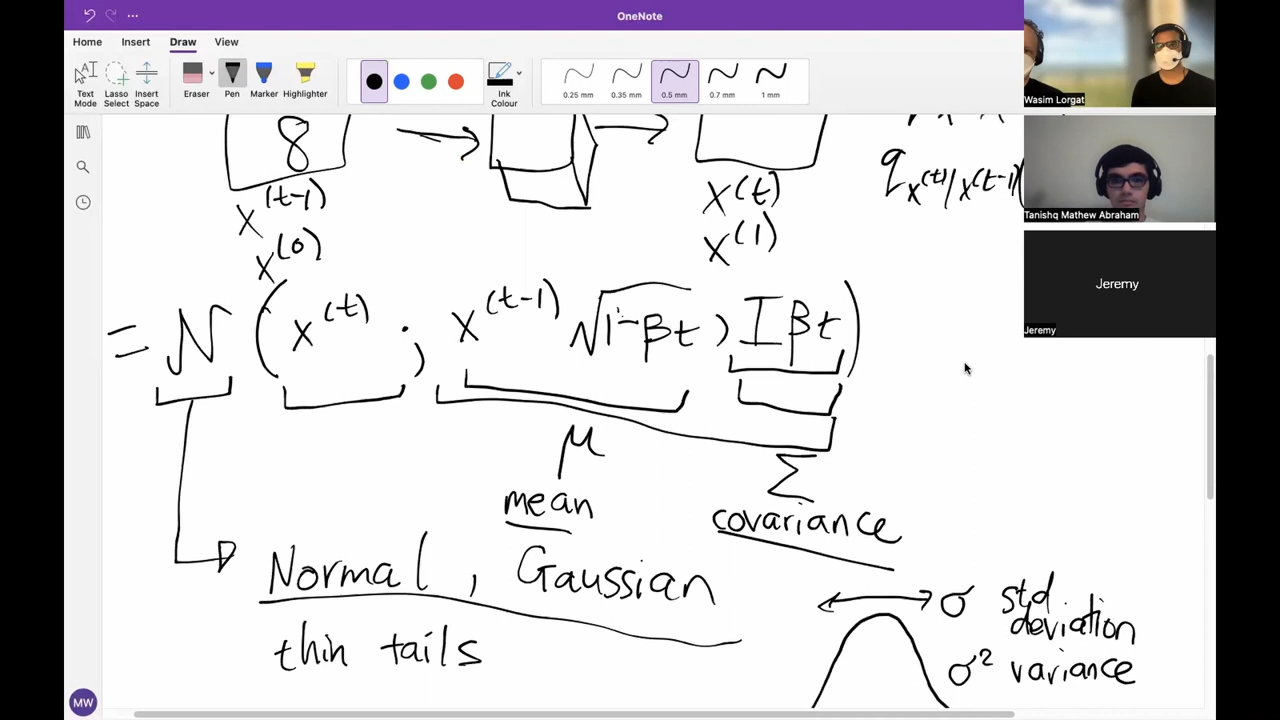 OneNote
Home Insert Draw View
Text Mode
Lasso Select
Insert Space
Eraser
Pen
Marker
Highlighter
Ink Colour
0.25 mm
0.35 mm
0.5 mm
0.7 mm
1 mm
Wasim Lorgat
Tanishq Mathew Abraham
Jeremy
Jeremy
8
x^(t-1)
x^(0)
x^(t)
x^(1)
q x^(t)/x^(t-1)
= N (x^(t) ; x^(t-1) √1-βt , I βt)
μ
mean
Σ
covariance
Normal, Gaussian
thin tails
σ std deviation
σ² variance
MW